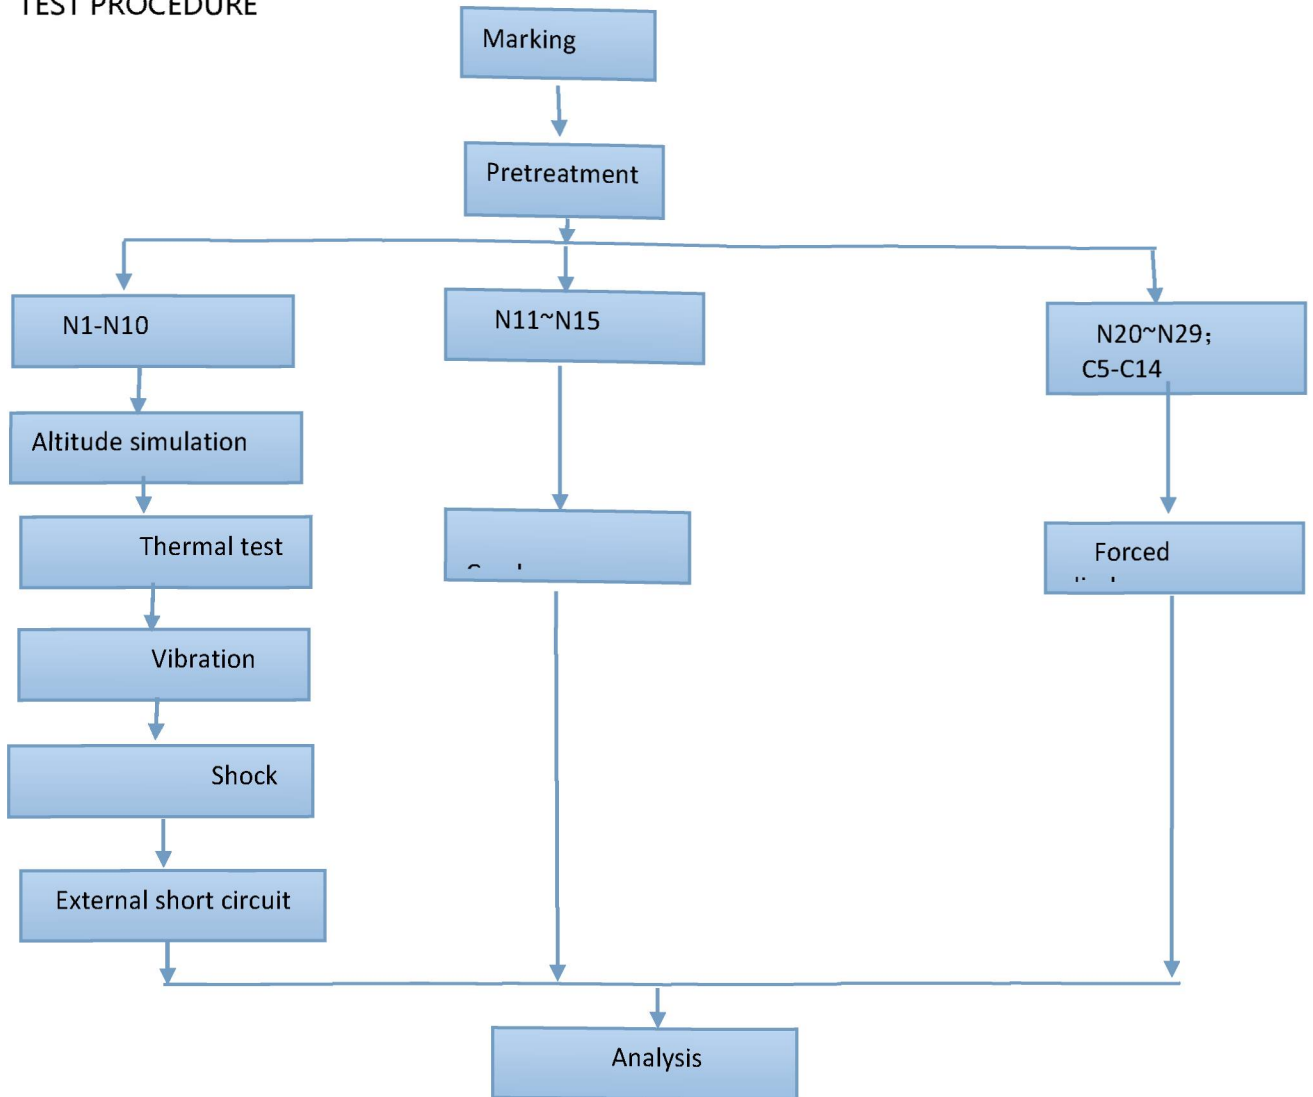 TEST PROCEDURE
Marking
Pretreatment
N1-N10
N11~N15
N20~N29;
C5-C14
Altitude simulation
Thermal test
Forced
Vibration
Shock
External short circuit
Analysis